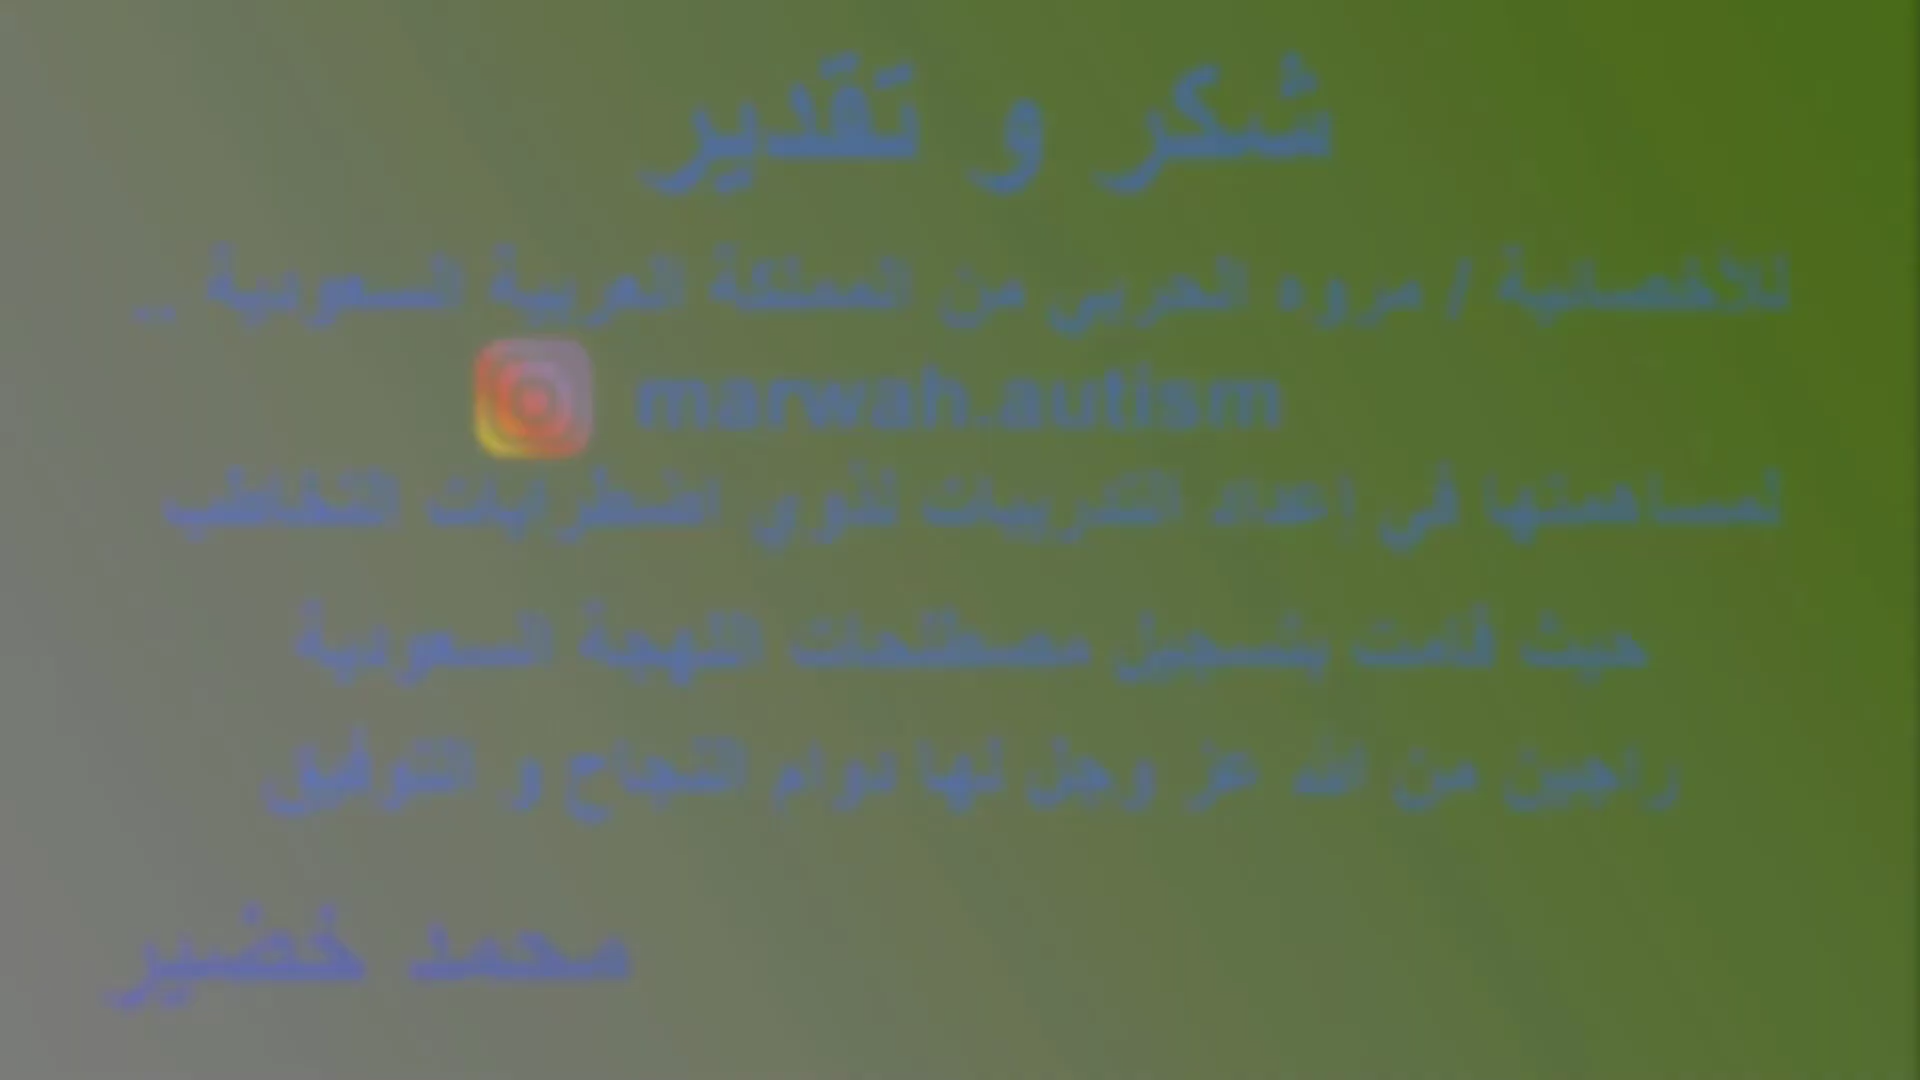 شكر و تقدير
للأخصائية / مروه الحربي من المملكة العربية السعودية ..
marwah.autism
لمساهمتها في إعداد التدريبات لذوي اضطرابات التخاطب
حيث قامت بتسجيل مصطلحات اللهجة السعودية
راجين من الله عز وجل لها دوام النجاح و التوفيق
محمد خضير